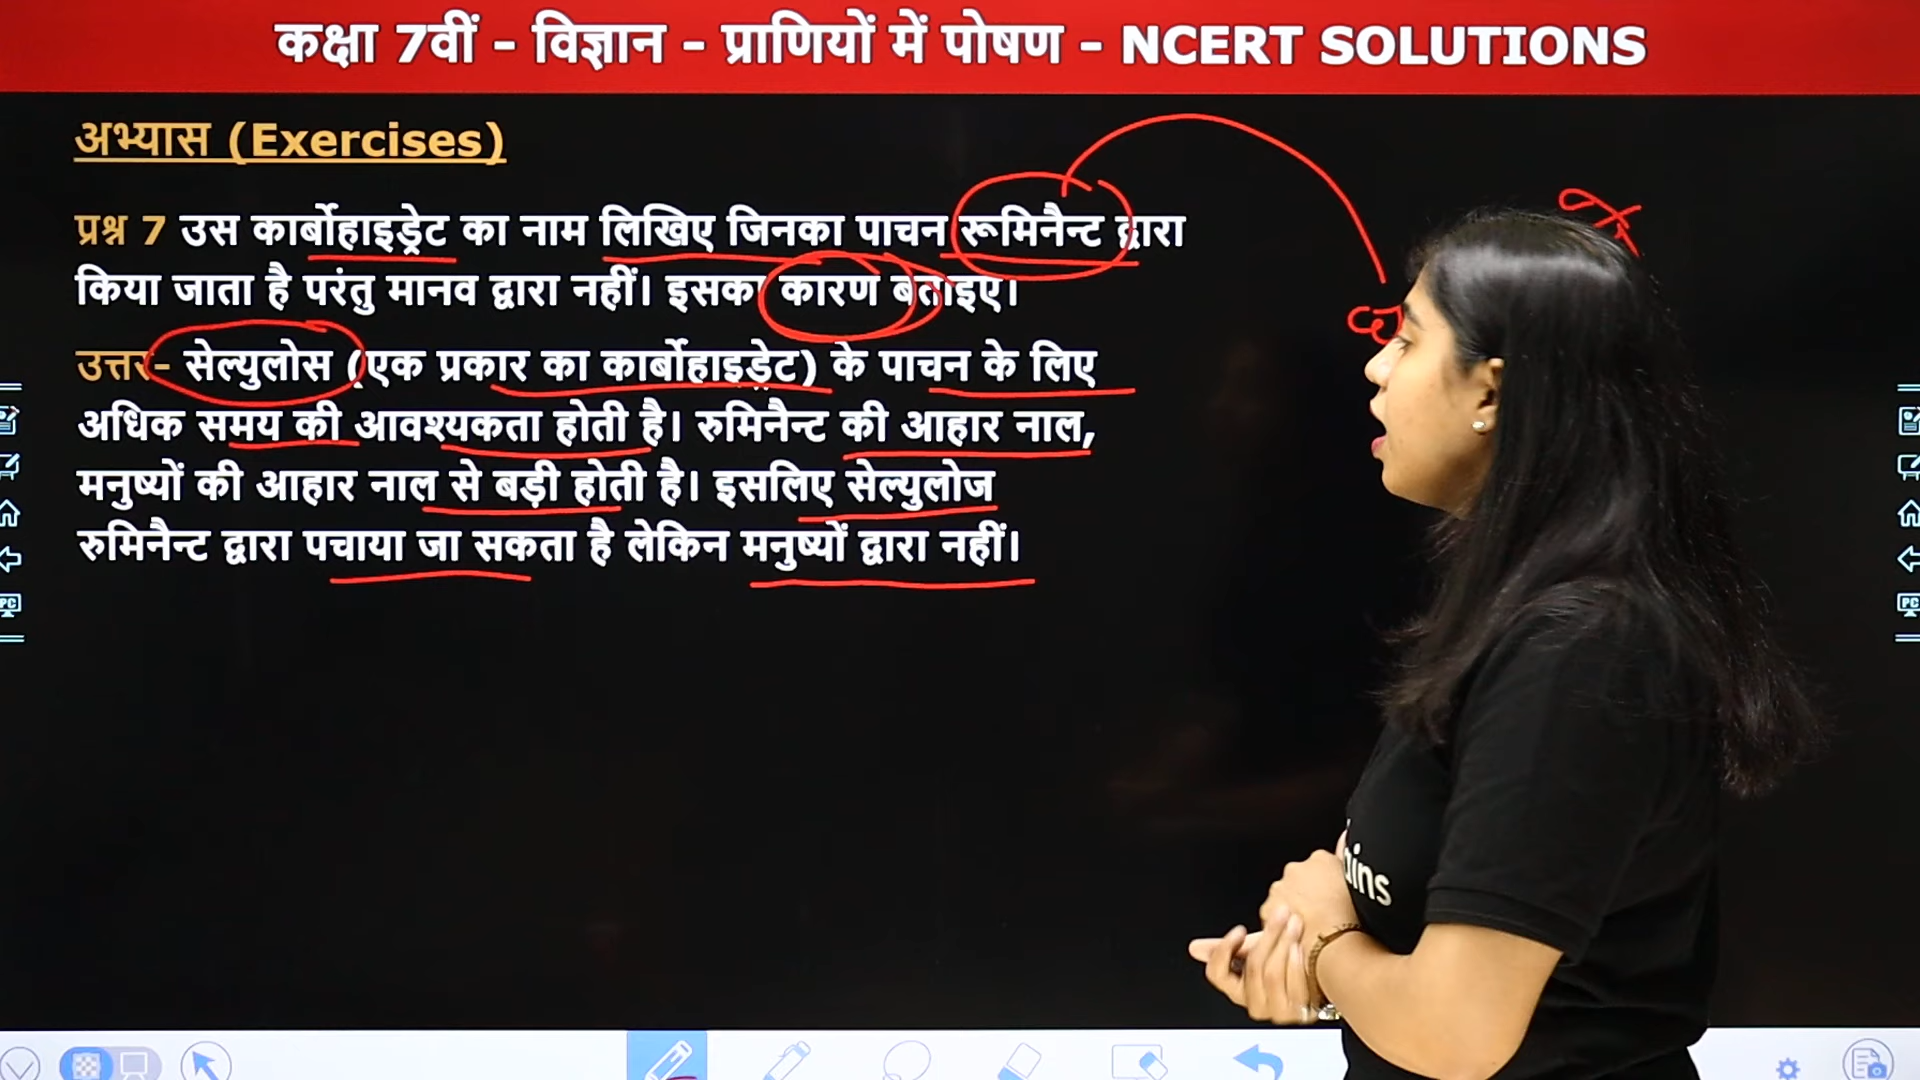 कक्षा 7वीं - विज्ञान - प्राणियों में पोषण - NCERT SOLUTIONS
अभ्यास (Exercises)
प्रश्न 7 उस कार्बोहाइड्रेट का नाम लिखिए जिनका पाचन रूमिनैन्ट द्वारा
किया जाता है परंतु मानव द्वारा नहीं। इसका कारण बताइए।
उत्तर- सेल्युलोस (एक प्रकार का कार्बोहाइड्रेट) के पाचन के लिए
अधिक समय की आवश्यकता होती है। रुमिनैन्ट की आहार नाल,
मनुष्यों की आहार नाल से बड़ी होती है। इसलिए सेल्युलोज
रुमिनैन्ट द्वारा पचाया जा सकता है लेकिन मनुष्यों द्वारा नहीं।
PC
PC